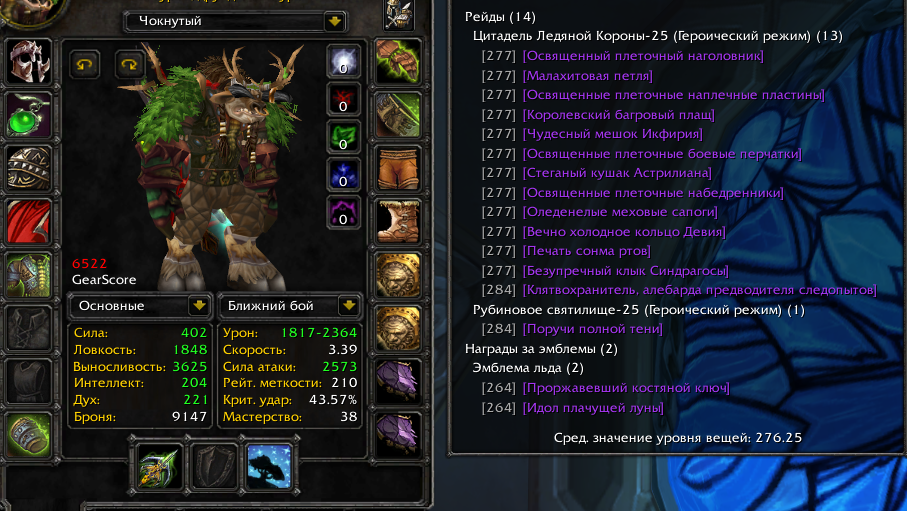 Чокнутый
0
0
0
0
0
6522
GearScore
Основные
Ближний бой
Сила: 402
Ловкость: 1848
Выносливость: 3625
Интеллект: 204
Дух: 221
Броня: 9147
Урон: 1817-2364
Скорость: 3.39
Сила атаки: 2573
Рейт. меткости: 210
Крит. удар: 43.57%
Мастерство: 38
Рейды (14)
Цитадель Ледяной Короны-25 (Героический режим) (13)
[277] [Освященный плеточный наголовник]
[277] [Малахитовая петля]
[277] [Освященные плеточные наплечные пластины]
[277] [Королевский багровый плащ]
[277] [Чудесный мешок Икфирия]
[277] [Освященные плеточные боевые перчатки]
[277] [Стеганый кушак Астрилиана]
[277] [Освященные плеточные набедренники]
[277] [Оледенелые меховые сапоги]
[277] [Вечно холодное кольцо Девия]
[277] [Печать сонма ртов]
[277] [Безупречный клык Синдрагосы]
[284] [Клятвохранитель, алебарда предводителя следопытов]
Рубиновое святилище-25 (Героический режим) (1)
[284] [Поручи полной тени]
Награды за эмблемы (2)
Эмблема льда (2)
[264] [Проржавевший костяной ключ]
[264] [Идол плачущей луны]
Сред. значение уровня вещей: 276.25